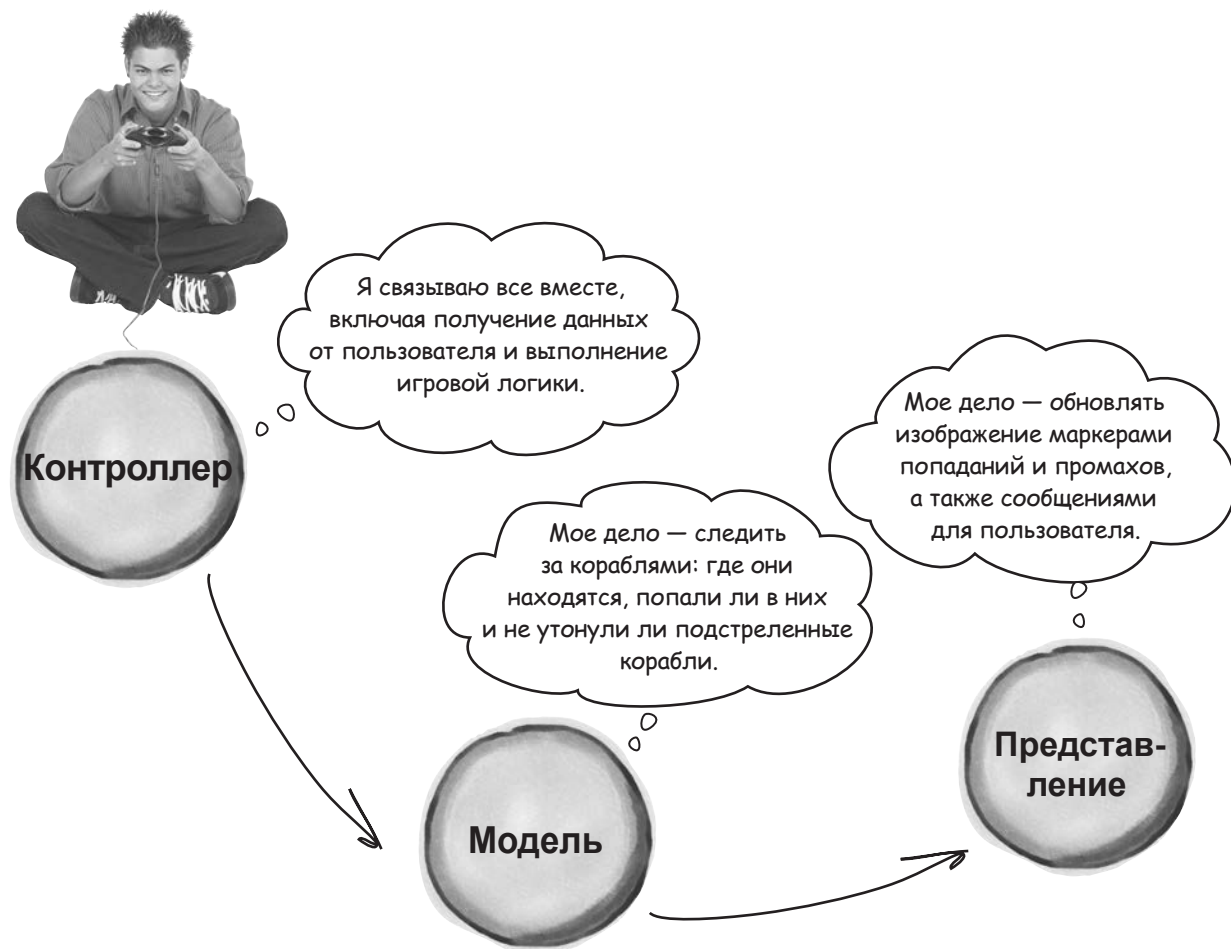 Я связываю все вместе,
включая получение данных
от пользователя и выполнение
игровой логики.
Контроллер
Мое дело — обновлять
изображение маркерами
попаданий и промахов,
а также сообщениями
для пользователя.
Мое дело — следить
за кораблями: где они
находятся, попали ли в них
и не утонули ли подстреленные
корабли.
Представ-
ление
Модель